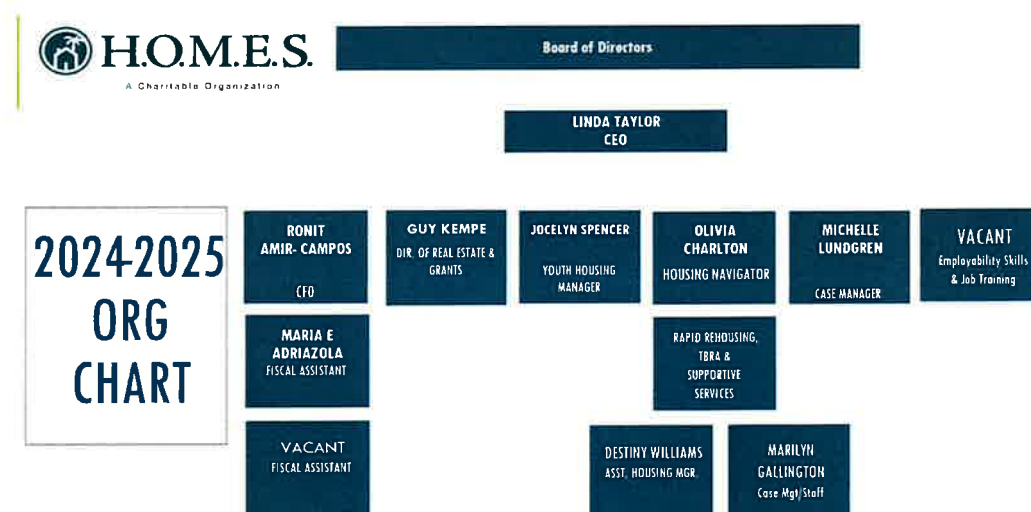 H.O.M.E.S.
A Charitable Organization
Board of Directors
LINDA TAYLOR
CEO
2024-2025
ORG
CHART
RONIT
AMIR- CAMPOS
CFO
GUY KEMPE
DIR. OF REAL ESTATE &
GRANTS
JOCELYN SPENCER
YOUTH HOUSING
MANAGER
OLIVIA
CHARLTON
HOUSING NAVIGATOR
MICHELLE
LUNDGREN
CASE MANAGER
VACANT
Employability Skills
& Job Training
MARIA E
ADRIAZOLA
FISCAL ASSISTANT
RAPID REHOUSING,
TBRA &
SUPPORTIVE
SERVICES
VACANT
FISCAL ASSISTANT
DESTINY WILLIAMS
ASST. HOUSING MGR.
MARILYN
GALLINGTON
Case Mgt/Staff